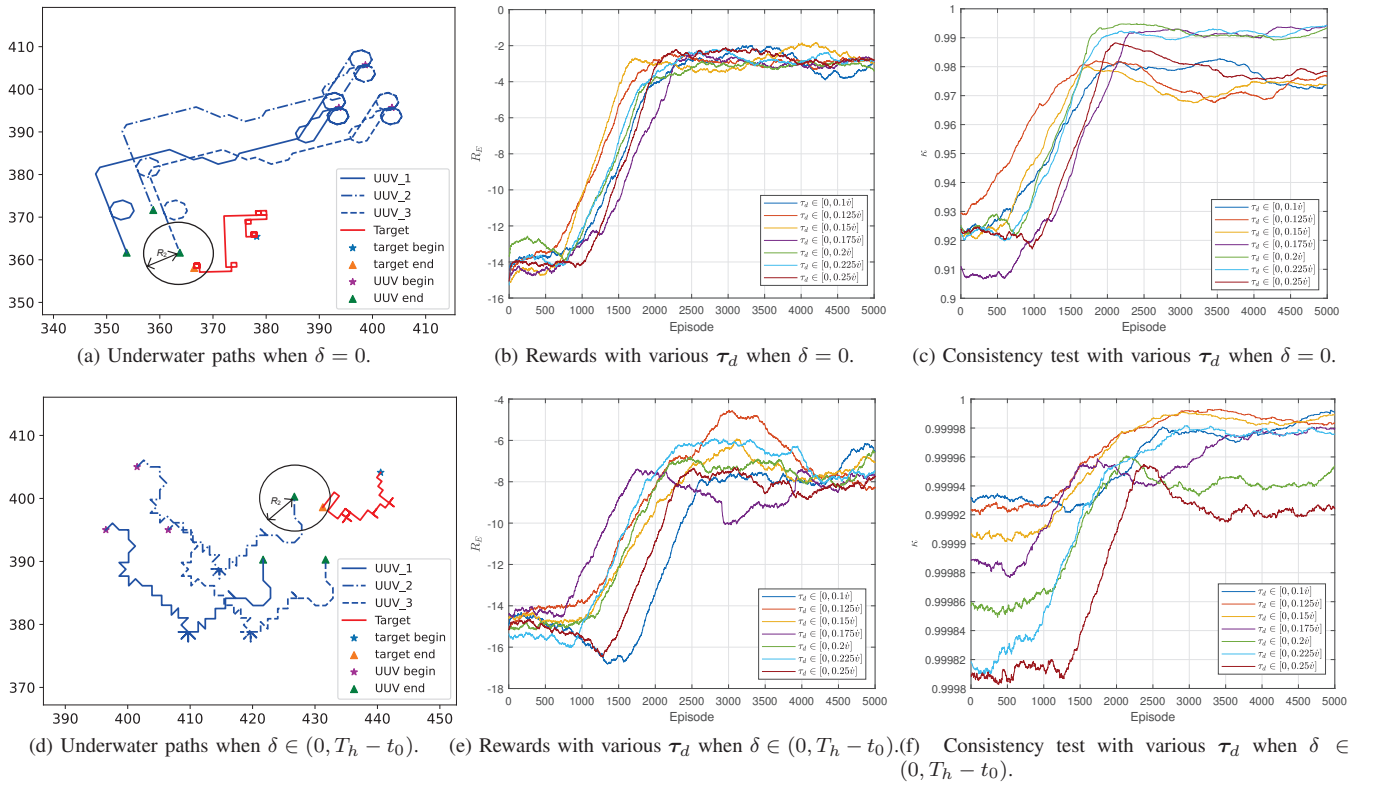 410
400
390
380
370
360
350
340 350 360 370 380 390 400 410
R₂
UUV_1
UUV_2
UUV_3
Target
target begin
target end
UUV begin
UUV end
(a) Underwater paths when δ = 0.
0
-2
-4
-6
-8
-10
-12
-14
-16
R_E
0 500 1000 1500 2000 2500 3000 3500 4000 4500 5000
Episode
τ_d ∈ [0, 0.1v̇]
τ_d ∈ [0, 0.125v̇]
τ_d ∈ [0, 0.15v̇]
τ_d ∈ [0, 0.175v̇]
τ_d ∈ [0, 0.2v̇]
τ_d ∈ [0, 0.225v̇]
τ_d ∈ [0, 0.25v̇]
(b) Rewards with various τ_d when δ = 0.
0.99
0.98
0.97
0.96
0.95
0.94
0.93
0.92
0.91
0.9
κ
0 500 1000 1500 2000 2500 3000 3500 4000 4500 5000
Episode
τ_d ∈ [0, 0.1v̇]
τ_d ∈ [0, 0.125v̇]
τ_d ∈ [0, 0.15v̇]
τ_d ∈ [0, 0.175v̇]
τ_d ∈ [0, 0.2v̇]
τ_d ∈ [0, 0.225v̇]
τ_d ∈ [0, 0.25v̇]
(c) Consistency test with various τ_d when δ = 0.
410
400
390
380
370
390 400 410 420 430 440 450
R₂
UUV_1
UUV_2
UUV_3
Target
target begin
target end
UUV begin
UUV end
(d) Underwater paths when δ ∈ (0, T_h − t_0).
-4
-6
-8
-10
-12
-14
-16
-18
R_E
0 500 1000 1500 2000 2500 3000 3500 4000 4500 5000
Episode
τ_d ∈ [0, 0.1v̇]
τ_d ∈ [0, 0.125v̇]
τ_d ∈ [0, 0.15v̇]
τ_d ∈ [0, 0.175v̇]
τ_d ∈ [0, 0.2v̇]
τ_d ∈ [0, 0.225v̇]
τ_d ∈ [0, 0.25v̇]
(e) Rewards with various τ_d when δ ∈ (0, T_h − t_0).
1
0.99998
0.99996
0.99994
0.99992
0.9999
0.99988
0.99986
0.99984
0.99982
0.9998
κ
0 500 1000 1500 2000 2500 3000 3500 4000 4500 5000
Episode
τ_d ∈ [0, 0.1v̇]
τ_d ∈ [0, 0.125v̇]
τ_d ∈ [0, 0.15v̇]
τ_d ∈ [0, 0.175v̇]
τ_d ∈ [0, 0.2v̇]
τ_d ∈ [0, 0.225v̇]
τ_d ∈ [0, 0.25v̇]
(f) Consistency test with various τ_d when δ ∈
(0, T_h − t_0).